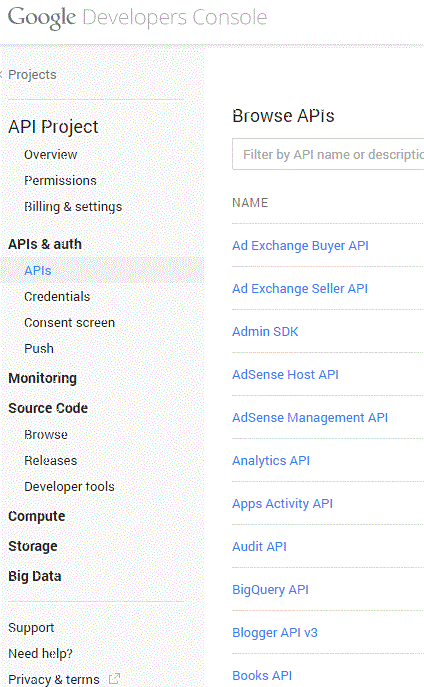 Google Developers Console
Projects
API Project
Overview
Permissions
Billing & settings
APIs & auth
APIs
Credentials
Consent screen
Push
Monitoring
Source Code
Browse
Releases
Developer tools
Compute
Storage
Big Data
Support
Need help?
Privacy & terms
Browse APIs
Filter by API name or descriptio
NAME
Ad Exchange Buyer API
Ad Exchange Seller API
Admin SDK
AdSense Host API
AdSense Management API
Analytics API
Apps Activity API
Audit API
BigQuery API
Blogger API v3
Books API